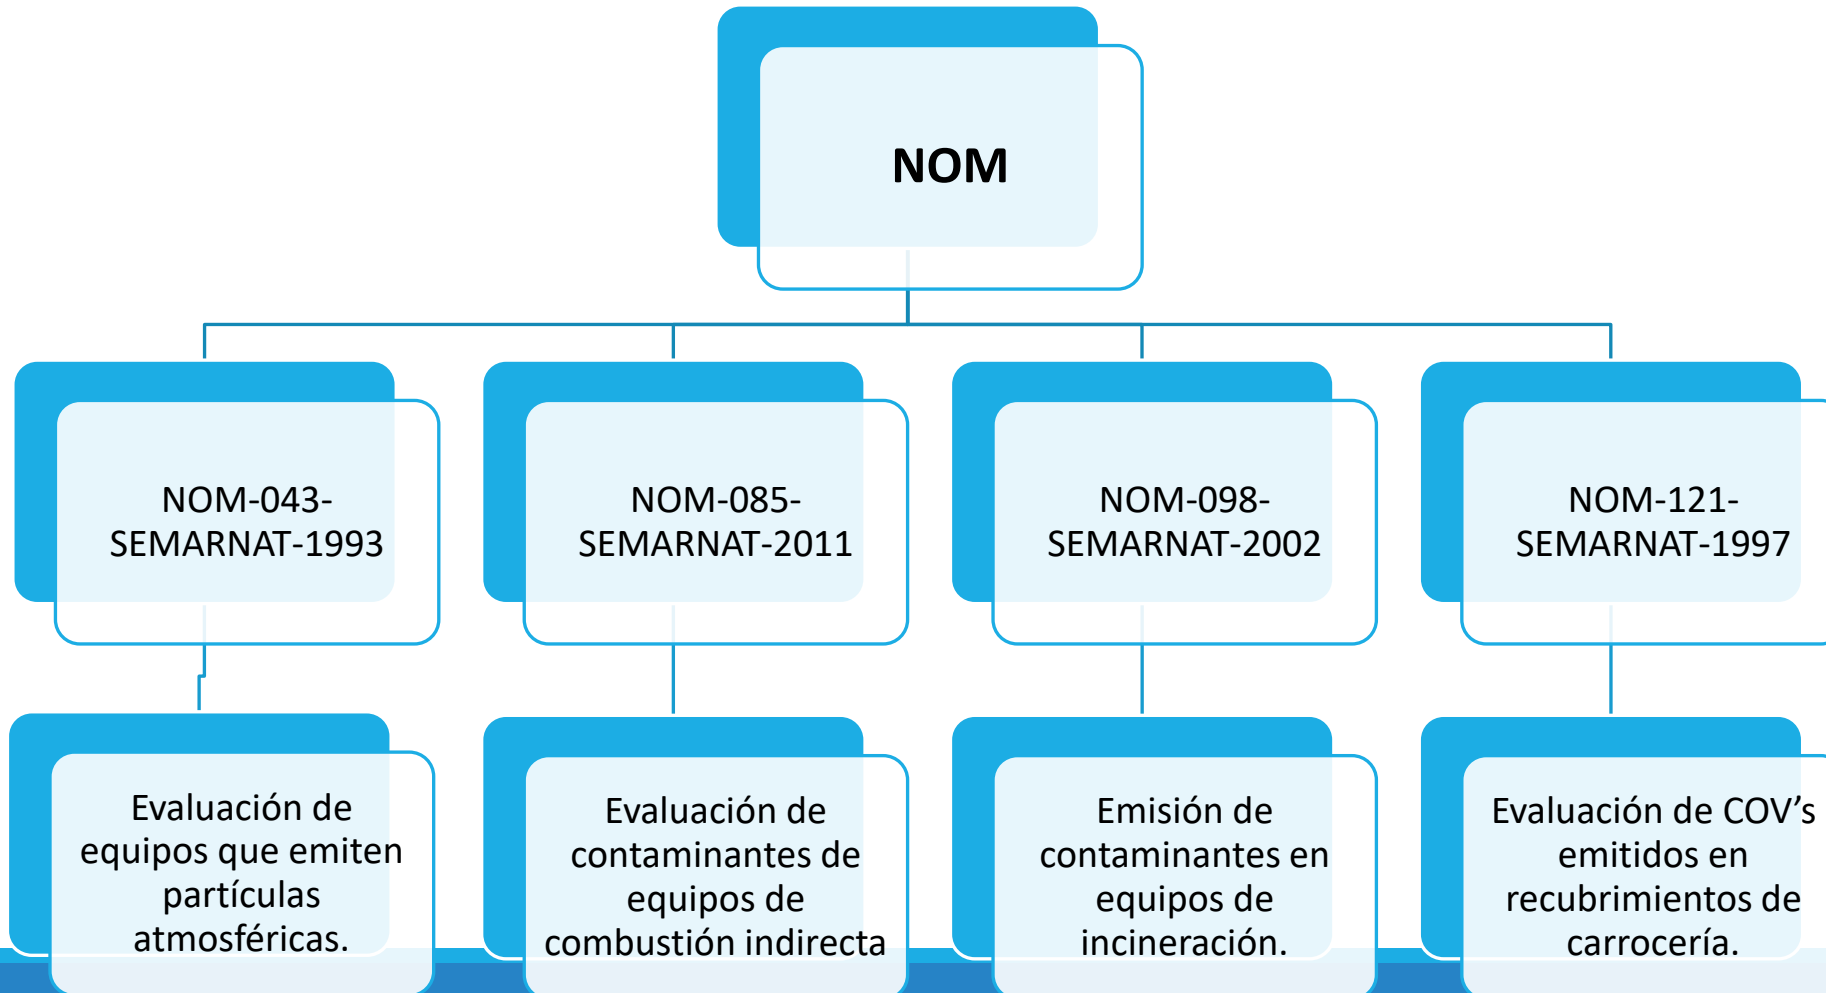 NOM
NOM-043-
SEMARNAT-1993
NOM-085-
SEMARNAT-2011
NOM-098-
SEMARNAT-2002
NOM-121-
SEMARNAT-1997
Evaluación de
equipos que emiten
partículas
atmosféricas.
Evaluación de
contaminantes de
equipos de
combustión indirecta
Emisión de
contaminantes en
equipos de
incineración.
Evaluación de COV’s
emitidos en
recubrimientos de
carrocería.